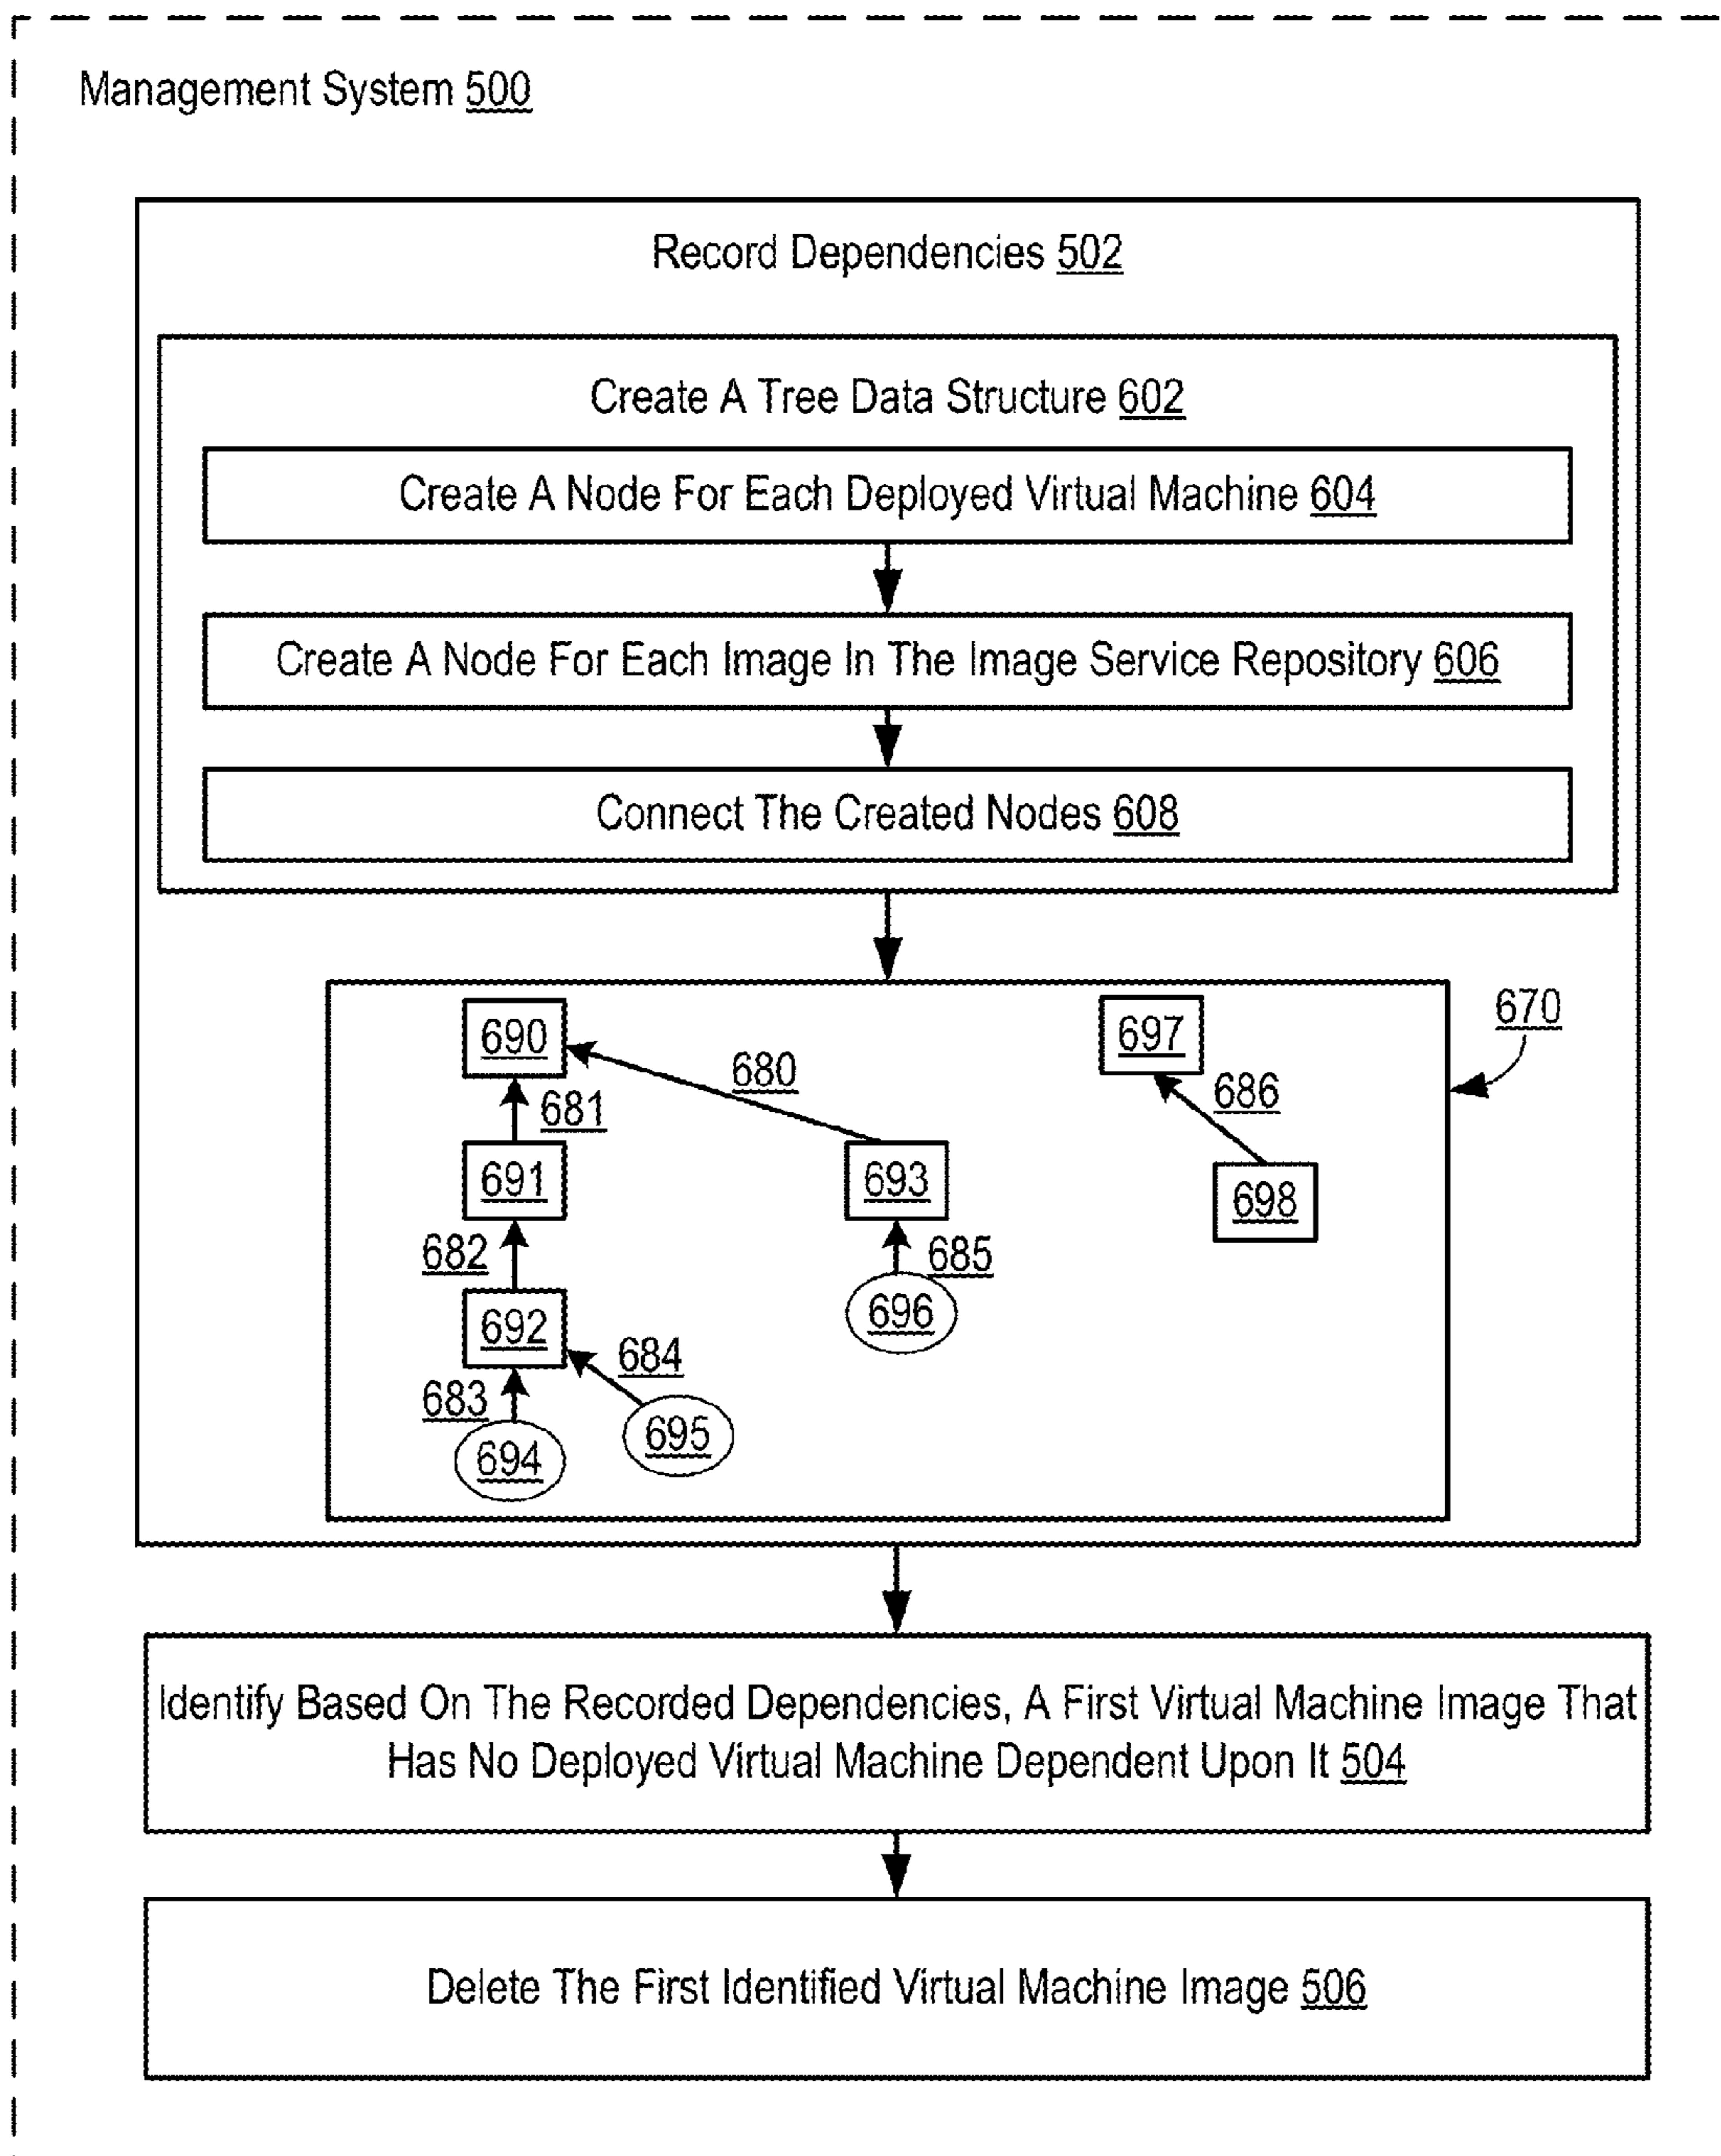 Management System 500
Record Dependencies 502
Create A Tree Data Structure 602
Create A Node For Each Deployed Virtual Machine 604
Create A Node For Each Image In The Image Service Repository 606
Connect The Created Nodes 608
690
697
670
680
686
681
691
693
698
682
685
692
696
684
683
695
694
Identify Based On The Recorded Dependencies, A First Virtual Machine Image That
Has No Deployed Virtual Machine Dependent Upon It 504
Delete The First Identified Virtual Machine Image 506